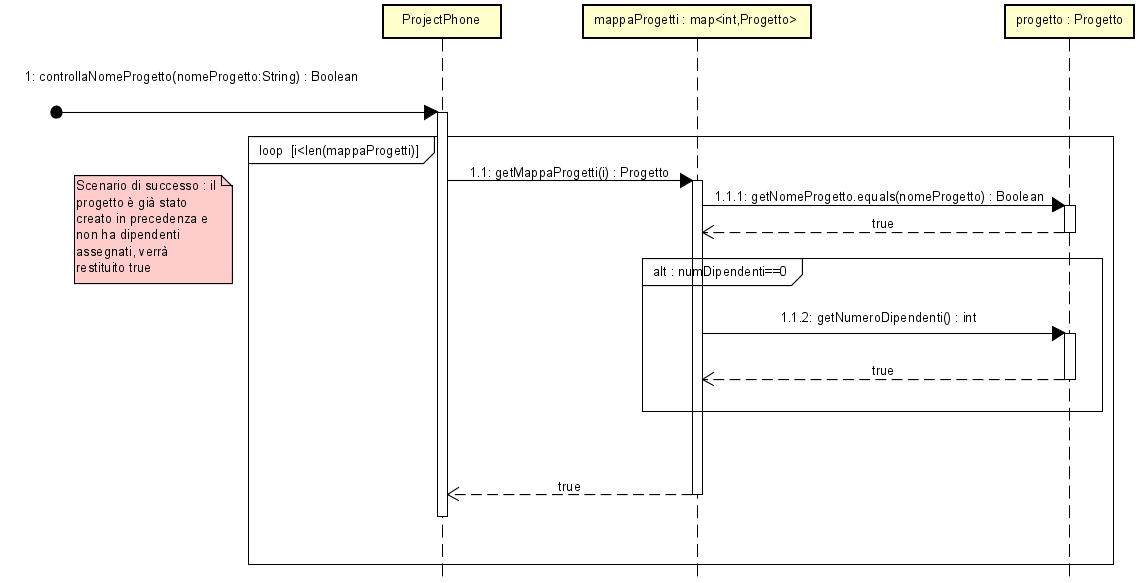 ProjectPhone
mappaProgetti : map<int,Progetto>
progetto : Progetto
1: controllaNomeProgetto(nomeProgetto:String) : Boolean
loop [i<len(mappaProgetti)]
1.1: getMappaProgetti(i) : Progetto
Scenario di successo : il
progetto è già stato
creato in precedenza e
non ha dipendenti
assegnati, verrà
restituito true
1.1.1: getNomeProgetto.equals(nomeProgetto) : Boolean
true
alt : numDipendenti==0
1.1.2: getNumeroDipendenti() : int
true
true